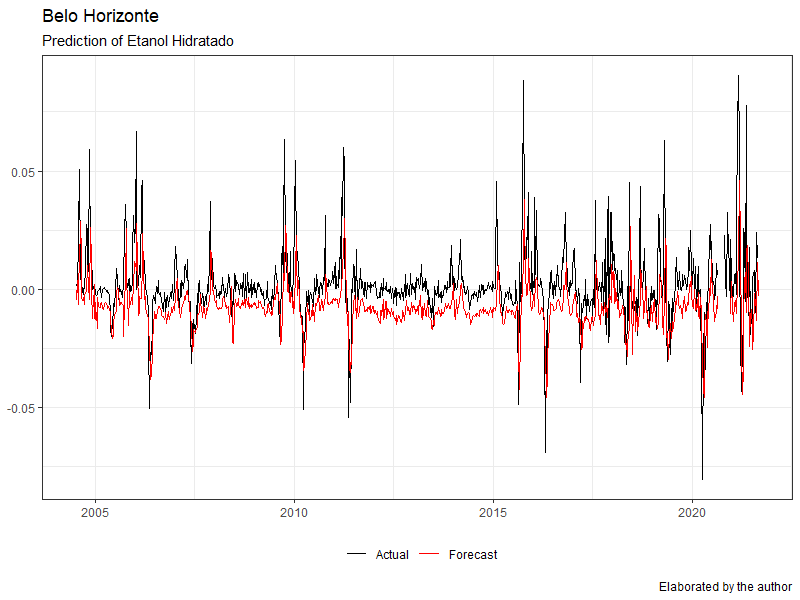 Belo Horizonte
Prediction of Etanol Hidratado
0.05
0.00
-0.05
2005 2010 2015 2020
Actual Forecast
Elaborated by the author